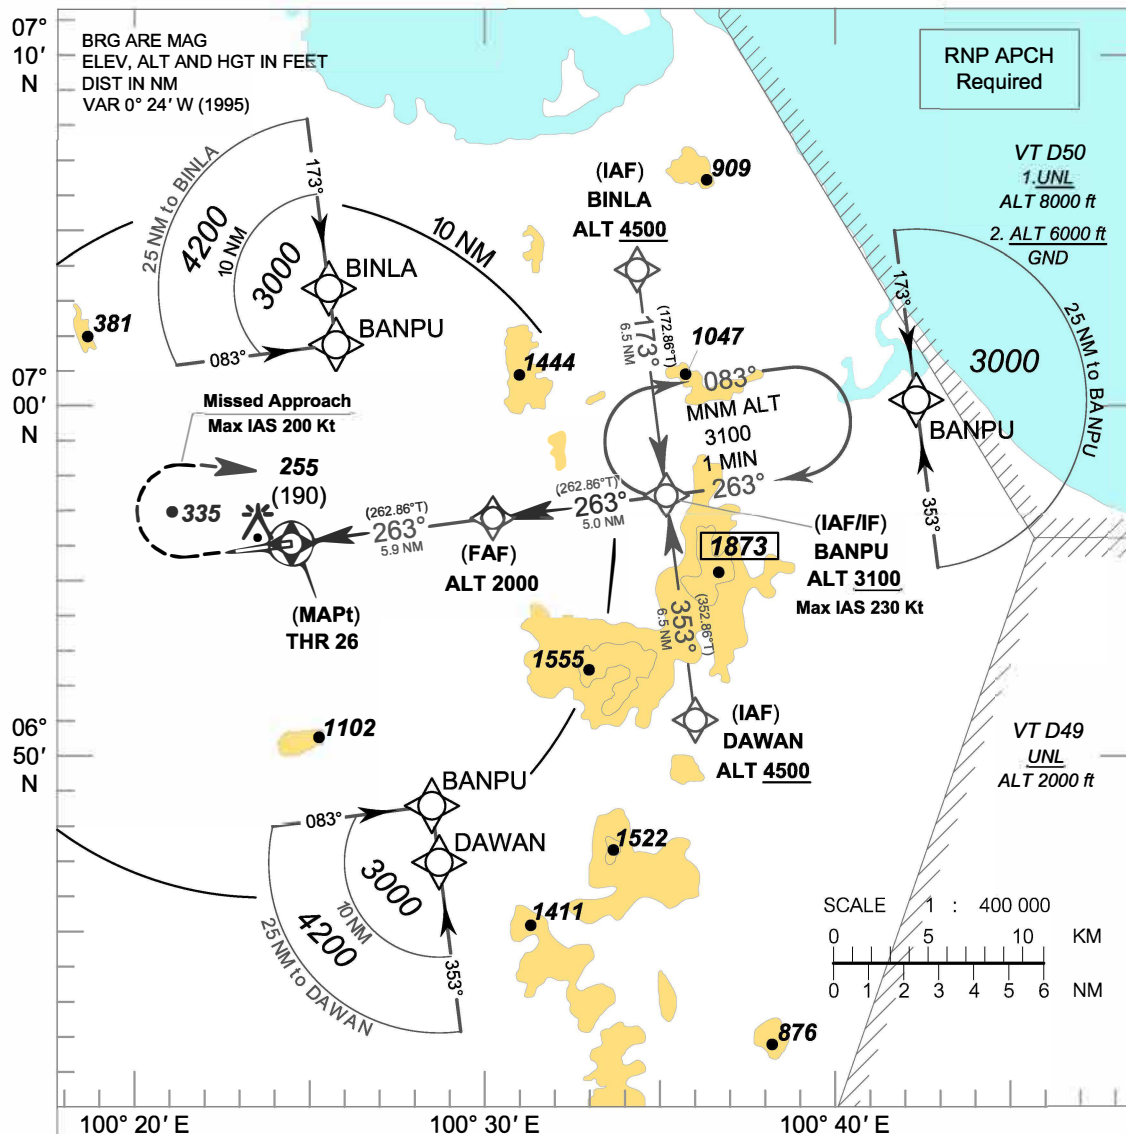 07°
10'
N
BRG ARE MAG
ELEV, ALT AND HGT IN FEET
DIST IN NM
VAR 0° 24' W (1995)
RNP APCH
Required
VT D50
1.UNL
ALT 8000 ft
2. ALT 6000 ft
GND
25 NM to BINLA
4200
10 NM
3000
173°
083°
BINLA
BANPU
10 NM
(IAF)
BINLA
ALT 4500
909
381
1444
173°
(172.86°T)
6.5 NM
1047
083°
MNM ALT
3100
1 MIN
263°
173°
3000
25 NM to BANPU
BANPU
353°
07°
00'
N
Missed Approach
Max IAS 200 Kt
255
(190)
335
(262.86°T)
263°
5.9 NM
(262.86°T)
263°
5.0 NM
(FAF)
ALT 2000
(IAF/IF)
BANPU
ALT 3100
Max IAS 230 Kt
1873
(MAPt)
THR 26
353°
(352.86°T)
6.5 NM
1555
(IAF)
DAWAN
ALT 4500
1102
06°
50'
N
VT D49
UNL
ALT 2000 ft
BANPU
083°
DAWAN
3000
10 NM
4200
25 NM to DAWAN
353°
1522
1411
876
SCALE 1 : 400 000
0 5 10 KM
0 1 2 3 4 5 6 NM
100° 20' E
100° 30' E
100° 40' E